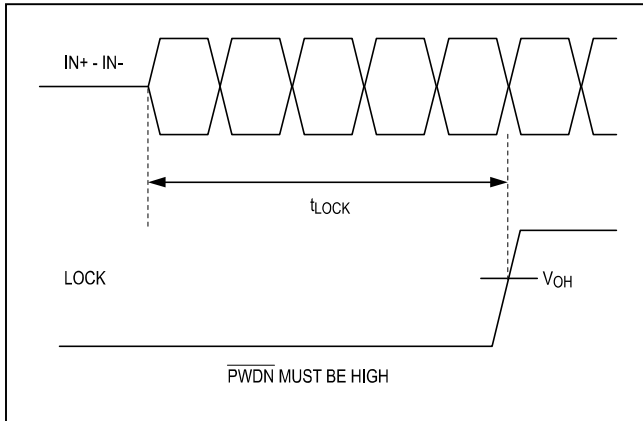 IN+ - IN-
tLOCK
LOCK
VOH
PWDN MUST BE HIGH